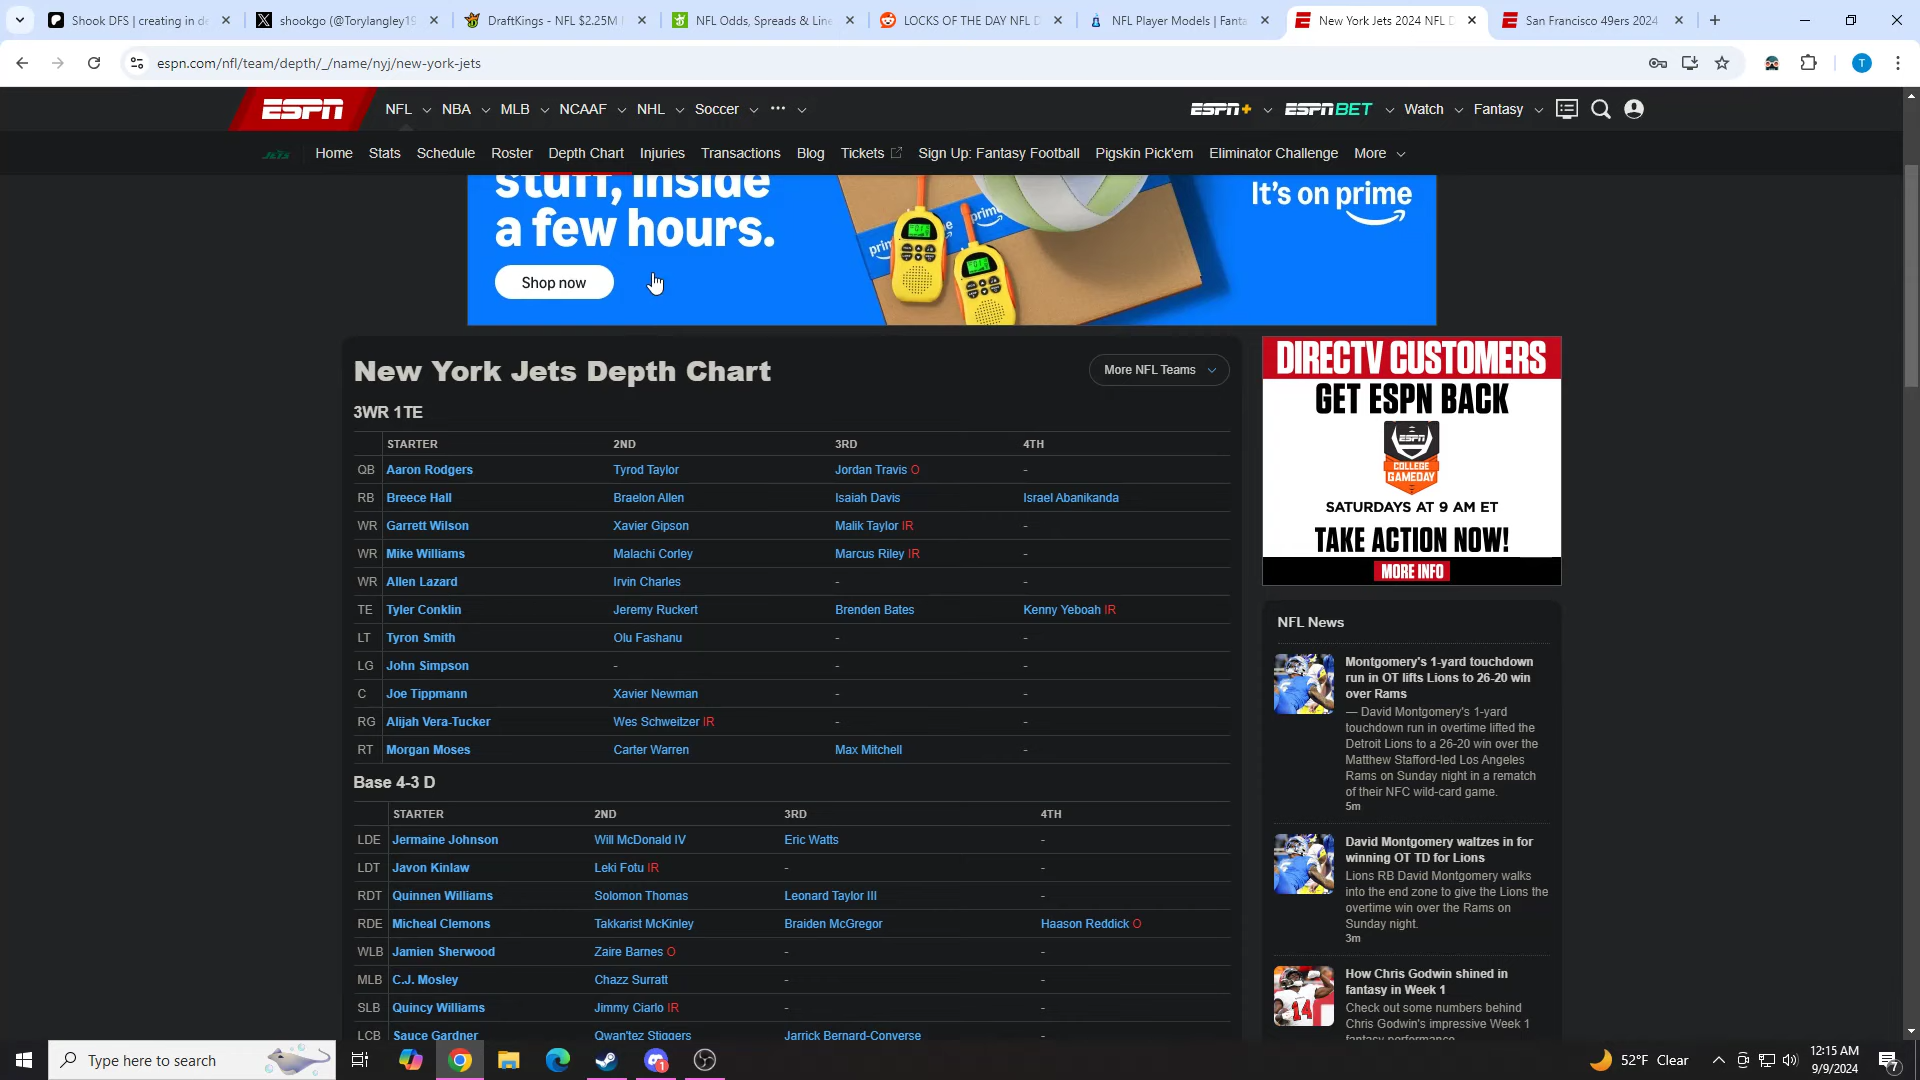 Shook DFS | creating in de
shookgo (@Torylangley19
DraftKings - NFL $2.25M
NFL Odds, Spreads & Line
LOCKS OF THE DAY NFL D
NFL Player Models | Fanta
New York Jets 2024 NFL D
San Francisco 49ers 2024
espn.com/nfl/team/depth/_/name/nyj/new-york-jets
T
ESPN NFL NBA MLB NCAAF NHL Soccer ESPN+ ESPN BET Watch Fantasy
JETS Home Stats Schedule Roster Depth Chart Injuries Transactions Blog Tickets Sign Up: Fantasy Football Pigskin Pick'em Eliminator Challenge More
stuff, inside
a few hours.
Shop now
prime
It's on prime
New York Jets Depth Chart
More NFL Teams
3WR 1TE
STARTER 2ND 3RD 4TH
QB Aaron Rodgers Tyrod Taylor Jordan Travis O -
RB Breece Hall Braelon Allen Isaiah Davis Israel Abanikanda
WR Garrett Wilson Xavier Gipson Malik Taylor IR -
WR Mike Williams Malachi Corley Marcus Riley IR -
WR Allen Lazard Irvin Charles - -
TE Tyler Conklin Jeremy Ruckert Brenden Bates Kenny Yeboah IR
LT Tyron Smith Olu Fashanu - -
LG John Simpson - - -
C Joe Tippmann Xavier Newman - -
RG Alijah Vera-Tucker Wes Schweitzer IR - -
RT Morgan Moses Carter Warren Max Mitchell -
Base 4-3 D
STARTER 2ND 3RD 4TH
LDE Jermaine Johnson Will McDonald IV Eric Watts -
LDT Javon Kinlaw Leki Fotu IR - -
RDT Quinnen Williams Solomon Thomas Leonard Taylor III -
RDE Micheal Clemons Takkarist McKinley Braiden McGregor Haason Reddick O
WLB Jamien Sherwood Zaire Barnes O - -
MLB C.J. Mosley Chazz Surratt - -
SLB Quincy Williams Jimmy Ciarlo IR - -
LCB Sauce Gardner Qwan'tez Stiggers Jarrick Bernard-Converse
DIRECTV CUSTOMERS
GET ESPN BACK
ESPN
COLLEGE
GAMEDAY
SATURDAYS AT 9 AM ET
TAKE ACTION NOW!
MORE INFO
NFL News
Montgomery's 1-yard touchdown
run in OT lifts Lions to 26-20 win
over Rams
— David Montgomery's 1-yard
touchdown run in overtime lifted the
Detroit Lions to a 26-20 win over the
Matthew Stafford-led Los Angeles
Rams on Sunday night in a rematch
of their NFC wild-card game.
5m
David Montgomery waltzes in for
winning OT TD for Lions
Lions RB David Montgomery walks
into the end zone to give the Lions the
overtime win over the Rams on
Sunday night.
3m
How Chris Godwin shined in
fantasy in Week 1
Check out some numbers behind
Chris Godwin's impressive Week 1
fantasy performance
14
Type here to search
1
52°F Clear
12:15 AM
9/9/2024
7